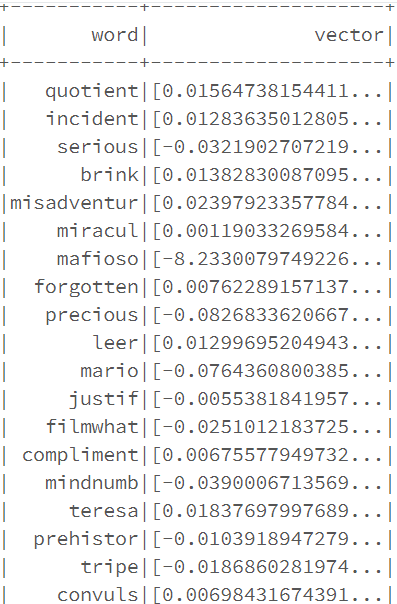 +-----------+--------------------+
|       word|              vector|
+-----------+--------------------+
|   quotient|[0.01564738154411...|
|   incident|[0.01283635012805...|
|    serious|[-0.0321902707219...|
|      brink|[0.01382830087095...|
|misadventur|[0.02397923357784...|
|    miracul|[0.00119033269584...|
|    mafioso|[-8.2330079749226...|
|  forgotten|[0.00762289157137...|
|   precious|[-0.0826833620667...|
|       leer|[0.01299695204943...|
|      mario|[-0.0764360800385...|
|     justif|[-0.0055381841957...|
|   filmwhat|[-0.0251012183725...|
| compliment|[0.00675577949732...|
|   mindnumb|[-0.0390006713569...|
|     teresa|[0.01837697997689...|
|  prehistor|[-0.0103918947279...|
|      tripe|[-0.0186860281974...|
|    convuls|[0.00698431674391...|